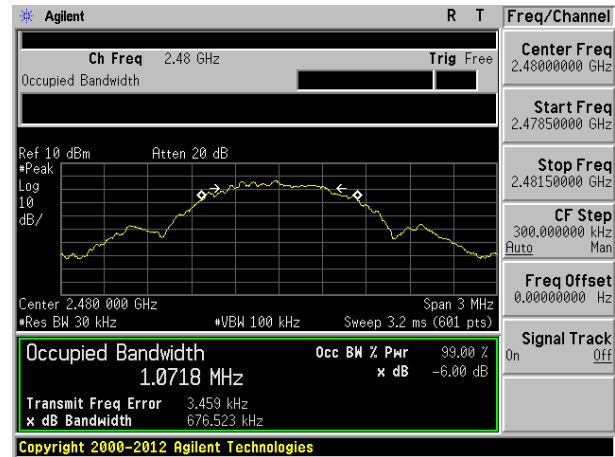 Agilent R T
Freq/Channel
Ch Freq 2.48 GHz Trig Free
Occupied Bandwidth
Center Freq
2.48000000 GHz
Start Freq
2.47850000 GHz
Stop Freq
2.48150000 GHz
CF Step
300.000000 kHz
Auto Man
Freq Offset
0.00000000 Hz
Signal Track
On Off
Ref 10 dBm Atten 20 dB
#Peak
Log
10
dB/
Center 2.480 000 GHz Span 3 MHz
#Res BW 30 kHz #VBW 100 kHz Sweep 3.2 ms (601 pts)
Occupied Bandwidth Occ BW % Pwr 99.00 %
1.0718 MHz x dB -6.00 dB
Transmit Freq Error 3.459 kHz
x dB Bandwidth 676.523 kHz
Copyright 2000-2012 Agilent Technologies